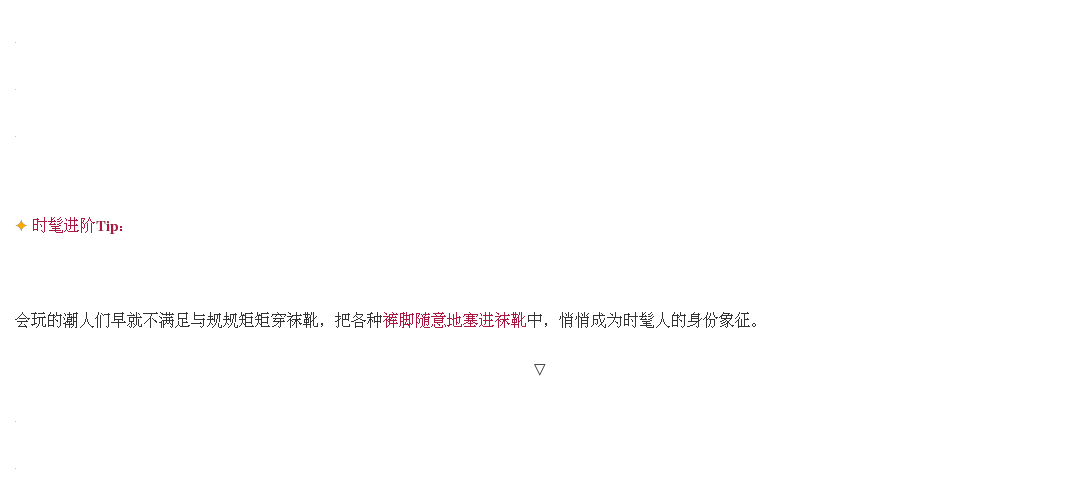 ✦ 时髦进阶Tip:
会玩的潮人们早就不满足与规规矩矩穿袜靴，把各种裤脚随意地塞进袜靴中，悄悄成为时髦人的身份象征。
▽